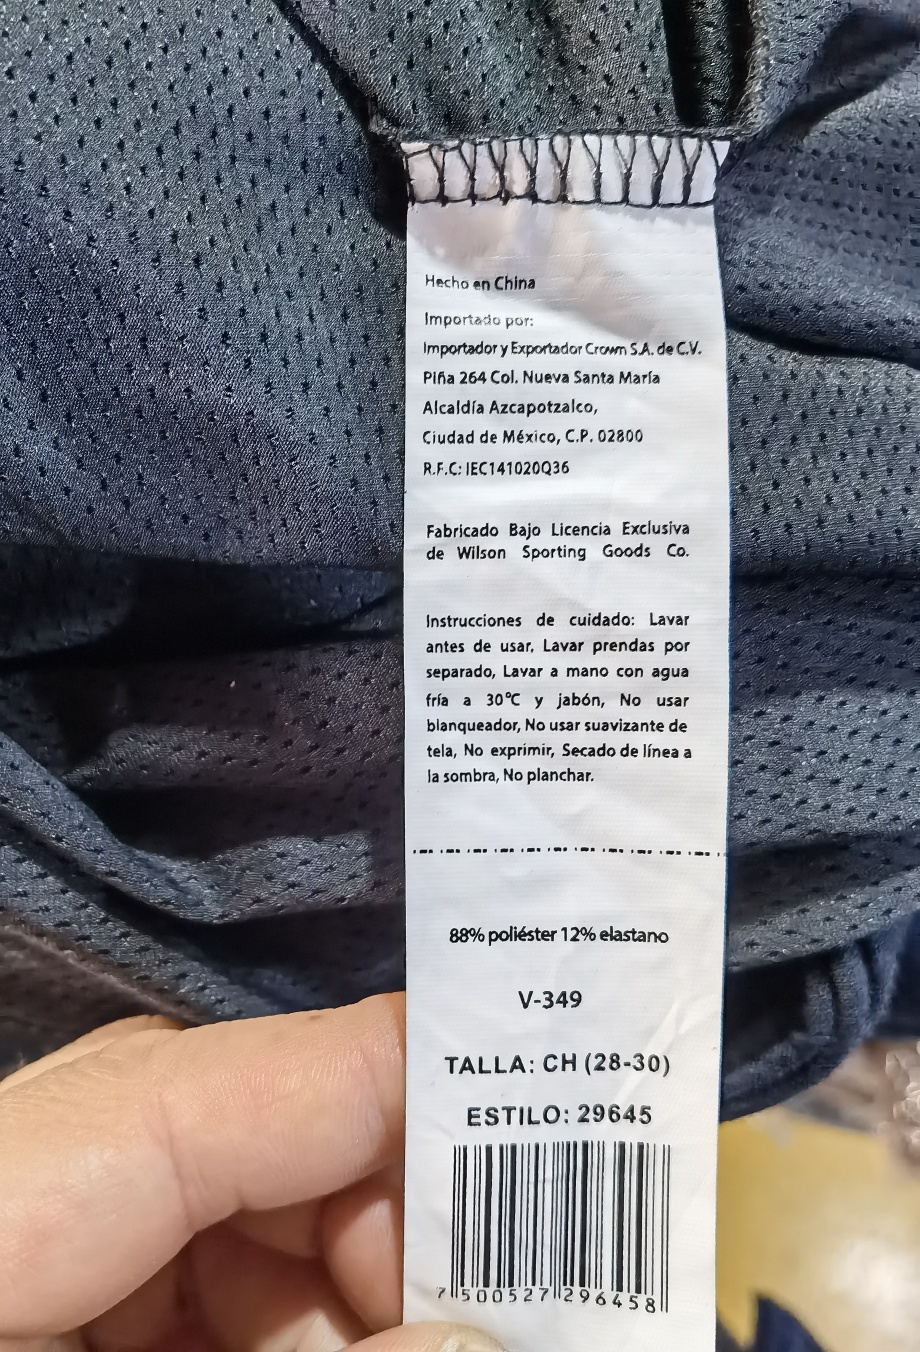 Hecho en China
Importado por:
Importador y Exportador Crown S.A. de C.V.
Piña 264 Col. Nueva Santa María
Alcaldía Azcapotzalco,
Ciudad de México, C.P. 02800
R.F.C: IEC141020Q36
Fabricado Bajo Licencia Exclusiva
de Wilson Sporting Goods Co.
Instrucciones de cuidado: Lavar
antes de usar, Lavar prendas por
separado, Lavar a mano con agua
fría a 30°C y jabón, No usar
blanqueador, No usar suavizante de
tela, No exprimir, Secado de línea a
la sombra, No planchar.
88% poliéster 12% elastano
V-349
TALLA: CH (28-30)
ESTILO: 29645
7 500527 296458